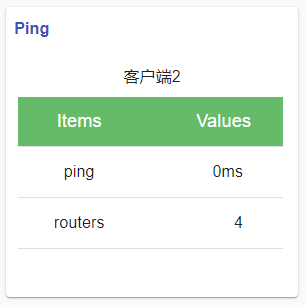 Ping
客户端2
Items Values
ping 0ms
routers 4